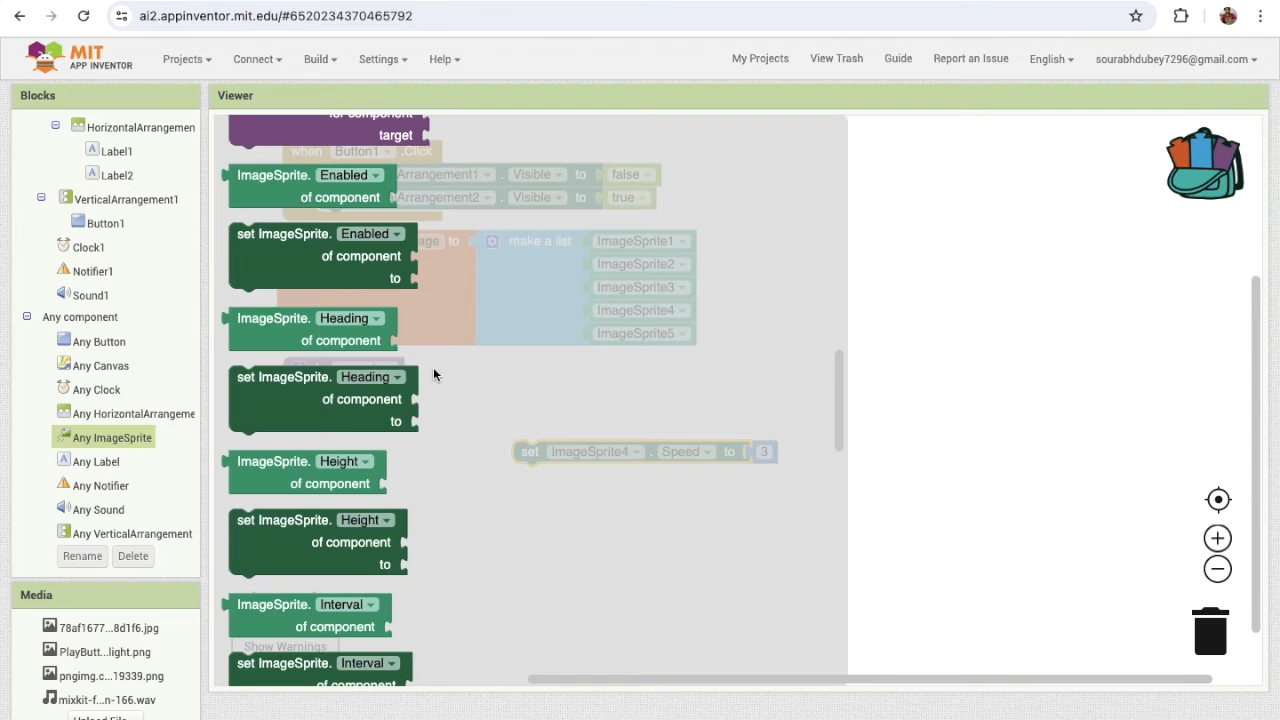 ai2.appinventor.mit.edu/#6520234370465792
MIT
APP INVENTOR
Projects
Connect
Build
Settings
Help
My Projects
View Trash
Guide
Report an Issue
English
sourabhdubey7296@gmail.com
Blocks
Viewer
HorizontalArrangemen
Label1
Label2
VerticalArrangement1
Button1
Clock1
Notifier1
Sound1
Any component
Any Button
Any Canvas
Any Clock
Any HorizontalArrangeme
Any ImageSprite
Any Label
Any Notifier
Any Sound
Any VerticalArrangement
Rename
Delete
Media
78af1677...8d1f6.jpg
PlayButt...light.png
pngimg.c...19339.png
mixkit-f...n-166.wav
for component
target
when Button1 .Click
ImageSprite. Enabled
of component
Arrangement1 . Visible to false
Arrangement2 . Visible to true
set ImageSprite. Enabled
of component
to
age to make a list ImageSprite1
ImageSprite2
ImageSprite3
ImageSprite4
ImageSprite5
ImageSprite. Heading
of component
set ImageSprite. Heading
of component
to
set ImageSprite4 . Speed to 3
ImageSprite. Height
of component
set ImageSprite. Height
of component
to
ImageSprite. Interval
of component
Show Warnings
set ImageSprite. Interval
of component